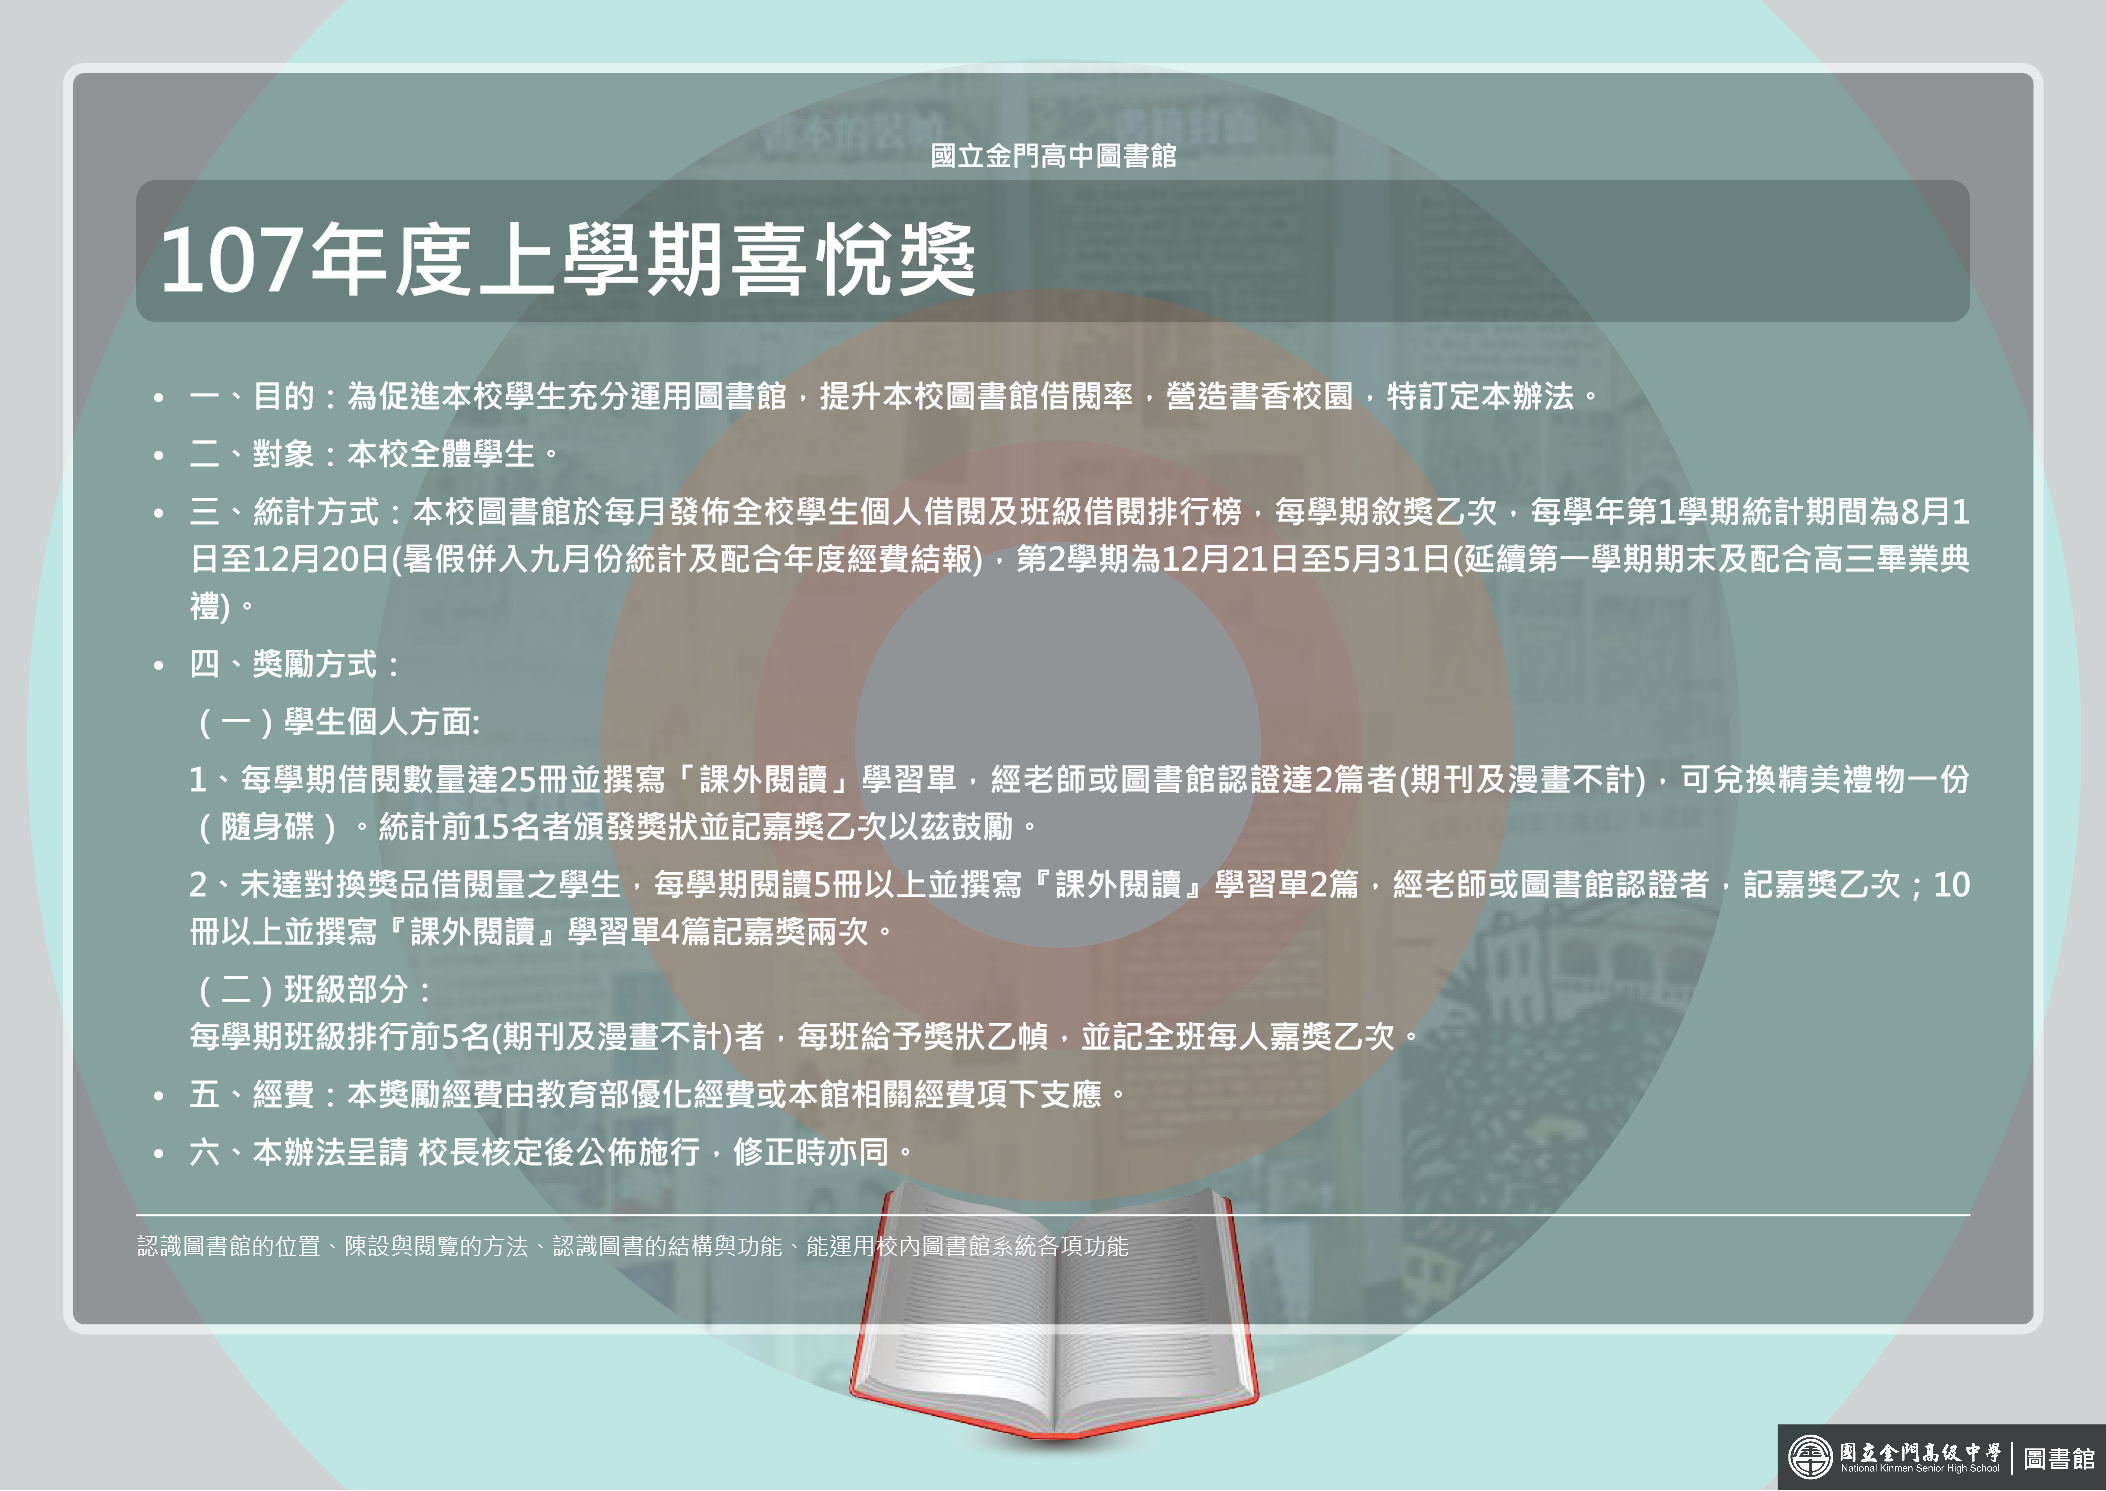 書本的裝幀
書籍封面
國立金門高中圖書館
107年度上學期喜悅獎
• 一、目的：為促進本校學生充分運用圖書館，提升本校圖書館借閱率，營造書香校園，特訂定本辦法。
• 二、對象：本校全體學生。
• 三、統計方式：本校圖書館於每月發佈全校學生個人借閱及班級借閱排行榜，每學期敘獎乙次，每學年第1學期統計期間為8月1
日至12月20日(暑假併入九月份統計及配合年度經費結報)，第2學期為12月21日至5月31日(延續第一學期期末及配合高三畢業典
禮)。
• 四、獎勵方式：
（一）學生個人方面:
1、每學期借閱數量達25冊並撰寫「課外閱讀」學習單，經老師或圖書館認證達2篇者(期刊及漫畫不計)，可兌換精美禮物一份
（隨身碟）。統計前15名者頒發獎狀並記嘉獎乙次以茲鼓勵。
2、未達對換獎品借閱量之學生，每學期閱讀5冊以上並撰寫『課外閱讀』學習單2篇，經老師或圖書館認證者，記嘉獎乙次；10
冊以上並撰寫『課外閱讀』學習單4篇記嘉獎兩次。
（二）班級部分：
每學期班級排行前5名(期刊及漫畫不計)者，每班給予獎狀乙幀，並記全班每人嘉獎乙次。
• 五、經費：本獎勵經費由教育部優化經費或本館相關經費項下支應。
• 六、本辦法呈請 校長核定後公佈施行，修正時亦同。
認識圖書館的位置、陳設與閱覽的方法、認識圖書的結構與功能、能運用校內圖書館系統各項功能
國立金門高級中學
National Kinmen Senior High School
圖書館